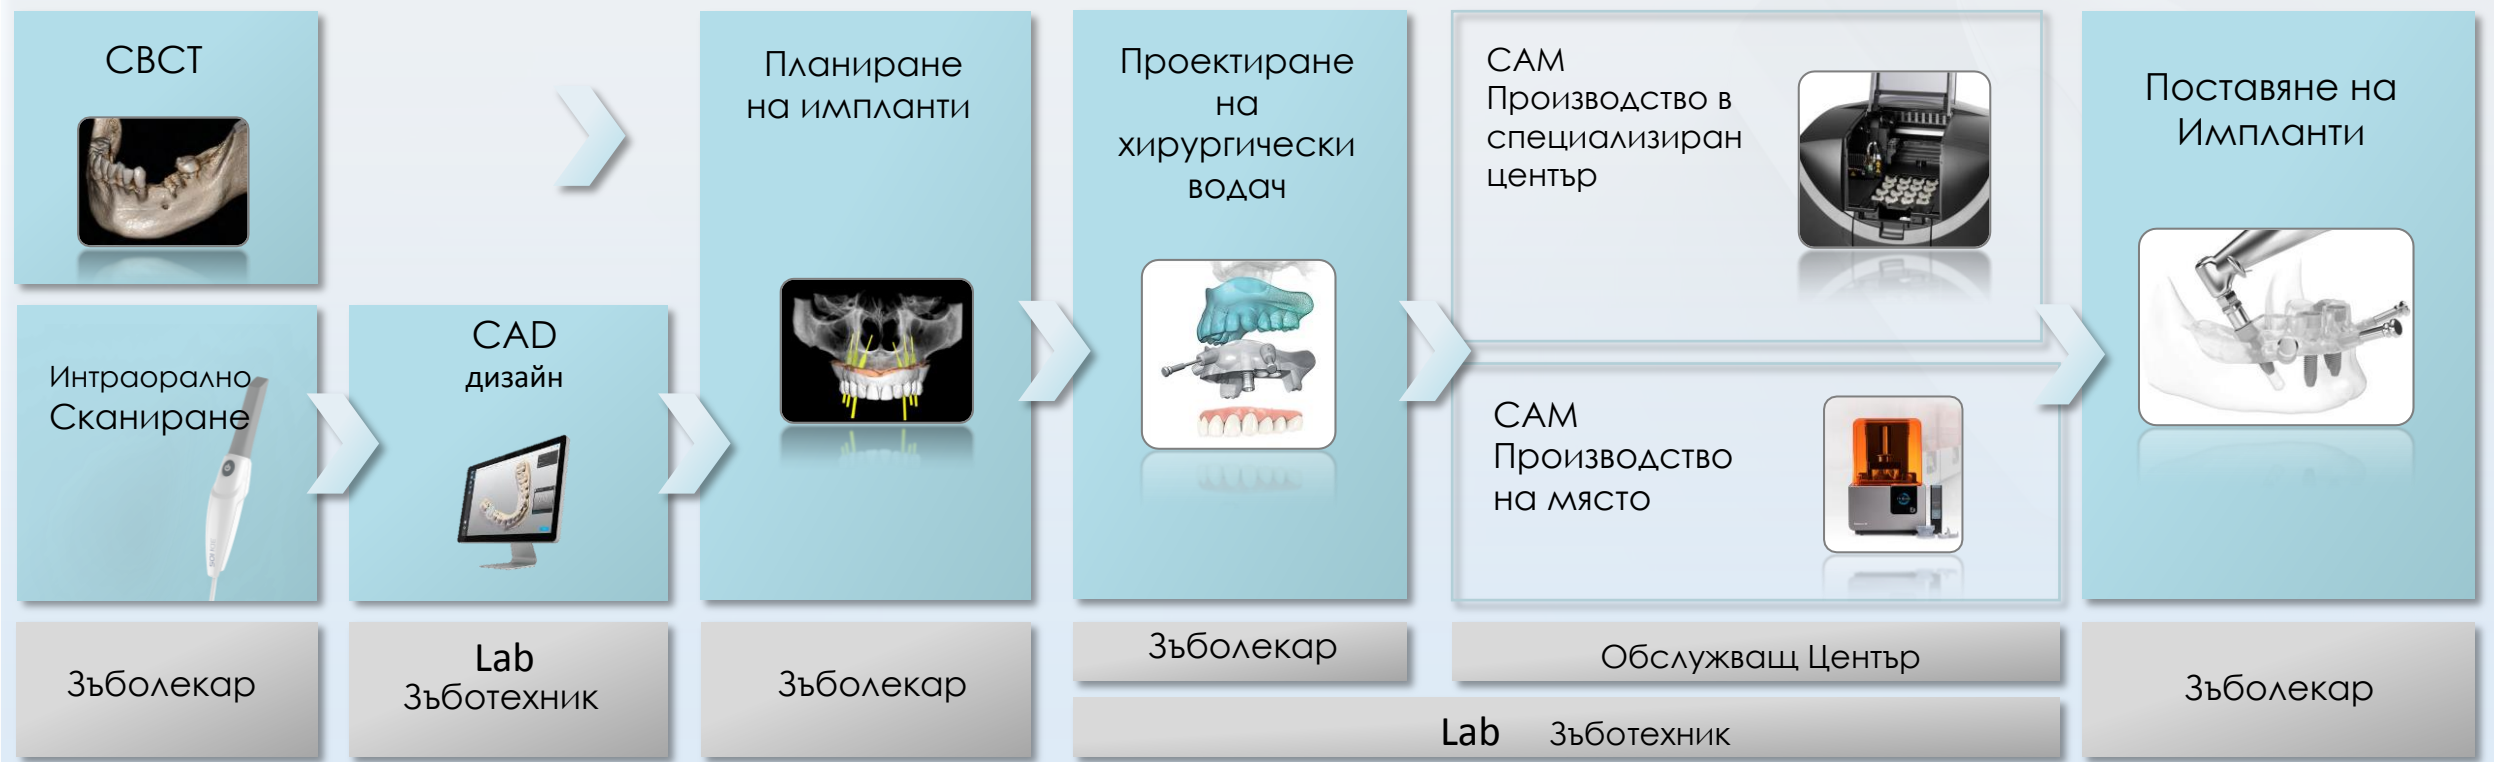 CBCT
Интраорално
Сканиране
CAD
дизайн
Планиране
на импланти
Проектиране
на
хирургически
водач
CAM
Производство в
специализиран
център
CAM
Производство
на място
Поставяне на
Импланти
Зъболекар
Lab
Зъботехник
Зъболекар
Зъболекар
Обслужващ Център
Lab Зъботехник
Зъболекар